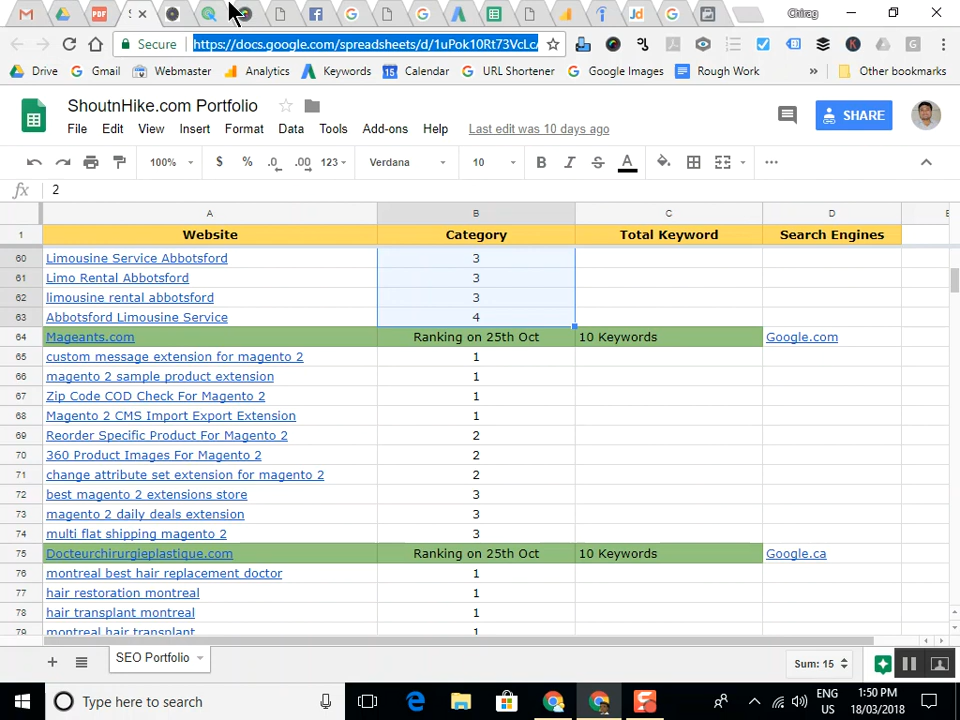 PDF
Chirag
Secure
https://docs.google.com/spreadsheets/d/1uPok10Rt73VcLc
Drive Gmail Webmaster Analytics Keywords 15 Calendar URL Shortener Google Images Rough Work » Other bookmarks
ShoutnHike.com Portfolio
SHARE
File Edit View Insert Format Data Tools Add-ons Help Last edit was 10 days ago
100% $ % .0 .00 123 Verdana 10 B I S A
fx 2
A B C D
1 Website Category Total Keyword Search Engines
60 Limousine Service Abbotsford 3
61 Limo Rental Abbotsford 3
62 limousine rental abbotsford 3
63 Abbotsford Limousine Service 4
64 Mageants.com Ranking on 25th Oct 10 Keywords Google.com
65 custom message extension for magento 2 1
66 magento 2 sample product extension 1
67 Zip Code COD Check For Magento 2 1
68 Magento 2 CMS Import Export Extension 1
69 Reorder Specific Product For Magento 2 2
70 360 Product Images For Magento 2 2
71 change attribute set extension for magento 2 2
72 best magento 2 extensions store 3
73 magento 2 daily deals extension 3
74 multi flat shipping magento 2 3
75 Docteurchirurgieplastique.com Ranking on 25th Oct 10 Keywords Google.ca
76 montreal best hair replacement doctor 1
77 hair restoration montreal 1
78 hair transplant montreal 1
79 montreal hair transplant 1
SEO Portfolio
Sum: 15
Type here to search
ENG 1:50 PM
US 18/03/2018